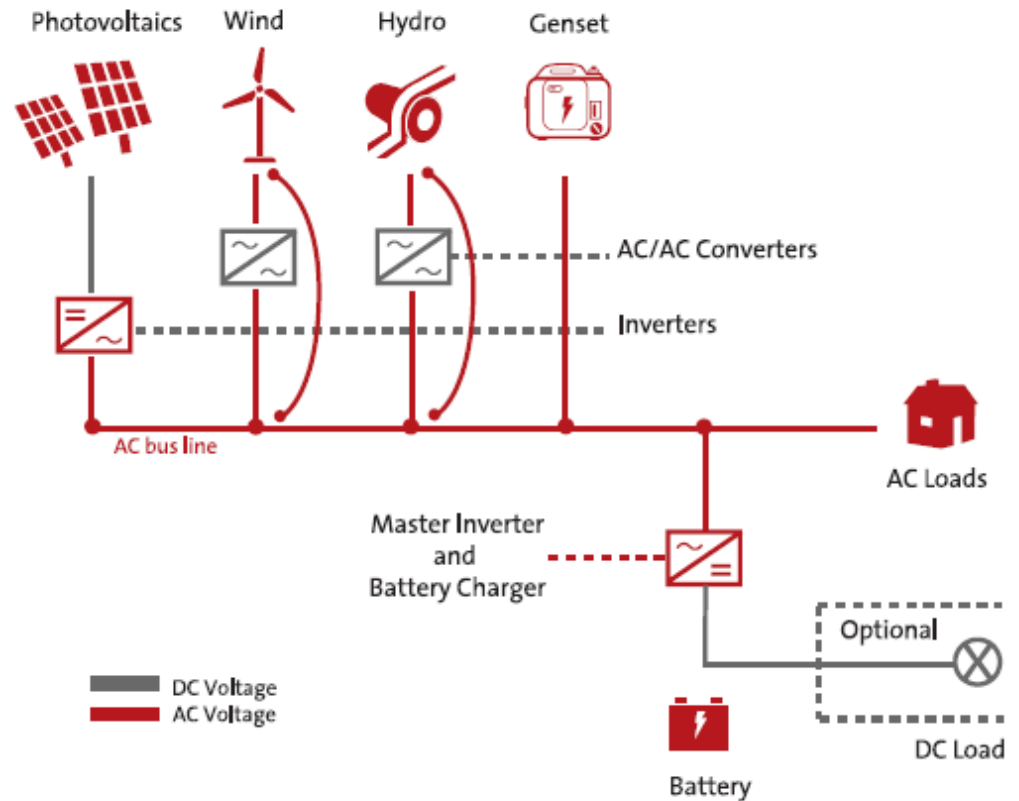 Photovoltaics
Wind
Hydro
Genset
AC/AC Converters
Inverters
AC bus line
AC Loads
Master Inverter
and
Battery Charger
Optional
DC Voltage
AC Voltage
DC Load
Battery